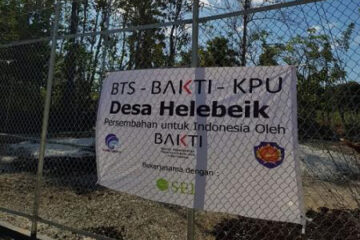 BTS - BAKTI - KPU
Desa Helebeik
Persembahan untuk Indonesia Oleh
BAKTI
Bekerjasama dengan